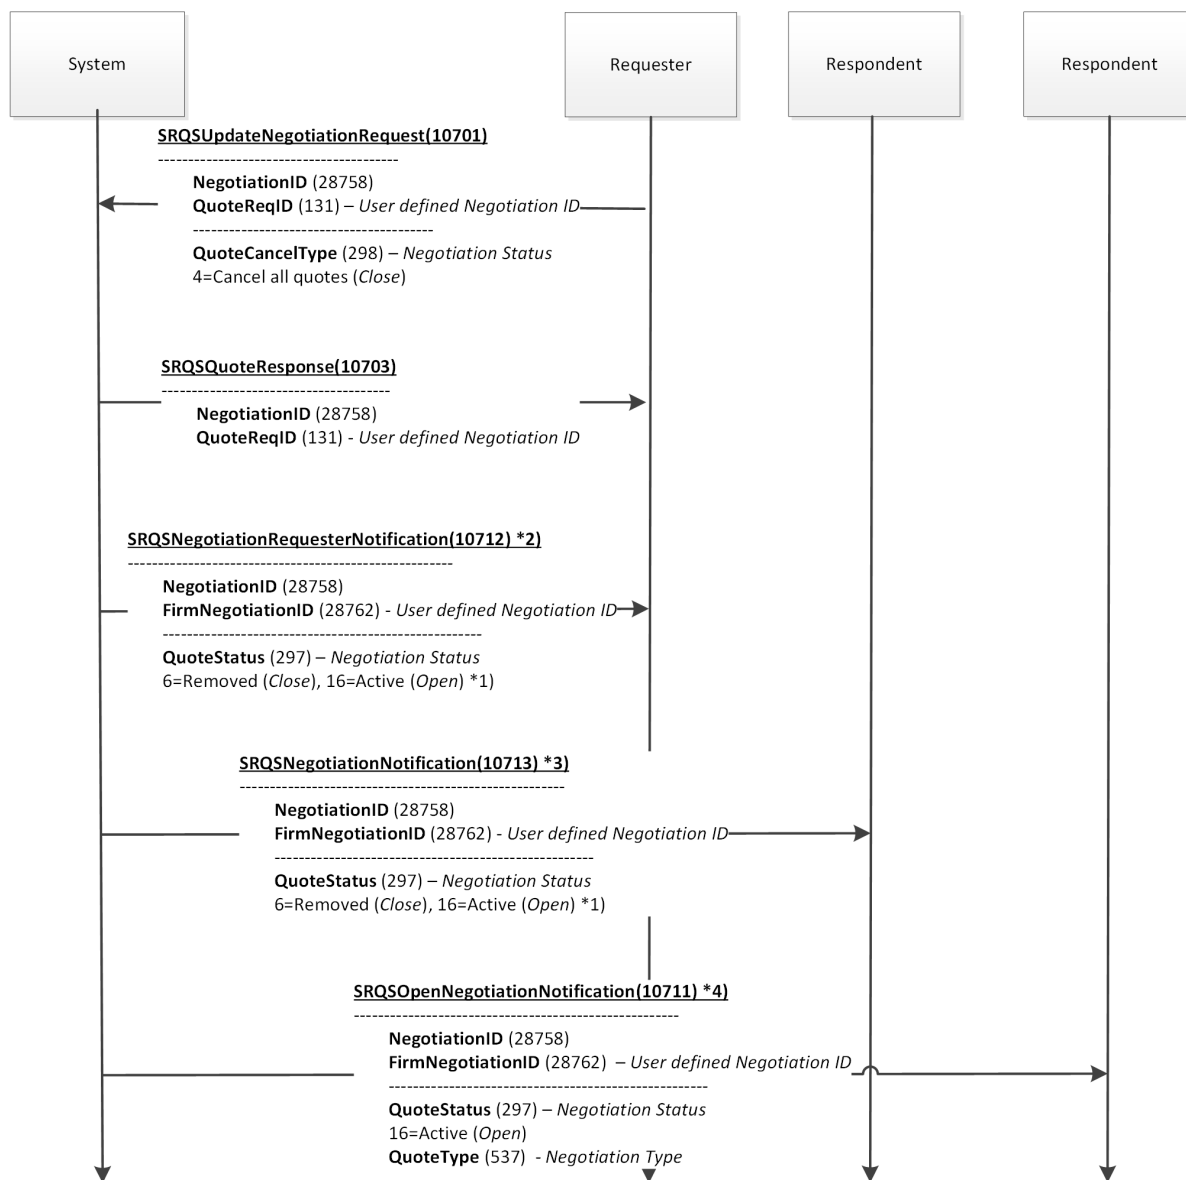 System
Requester
Respondent
Respondent
SRQSUpdateNegotiationRequest(10701)
----------------------------------------
NegotiationID (28758)
QuoteReqID (131) – User defined Negotiation ID
----------------------------------------
QuoteCancelType (298) – Negotiation Status
4=Cancel all quotes (Close)
SRQSQuoteResponse(10703)
--------------------------------------
NegotiationID (28758)
QuoteReqID (131) - User defined Negotiation ID
SRQSNegotiationRequesterNotification(10712) *2)
------------------------------------------------------
NegotiationID (28758)
FirmNegotiationID (28762) - User defined Negotiation ID
-----------------------------------------------------
QuoteStatus (297) – Negotiation Status
6=Removed (Close), 16=Active (Open) *1)
SRQSNegotiationNotification(10713) *3)
------------------------------------------------------
NegotiationID (28758)
FirmNegotiationID (28762) - User defined Negotiation ID
-----------------------------------------------------
QuoteStatus (297) – Negotiation Status
6=Removed (Close), 16=Active (Open) *1)
SRQSOpenNegotiationNotification(10711) *4)
------------------------------------------------------
NegotiationID (28758)
FirmNegotiationID (28762) – User defined Negotiation ID
-----------------------------------------------------
QuoteStatus (297) – Negotiation Status
16=Active (Open)
QuoteType (537) - Negotiation Type